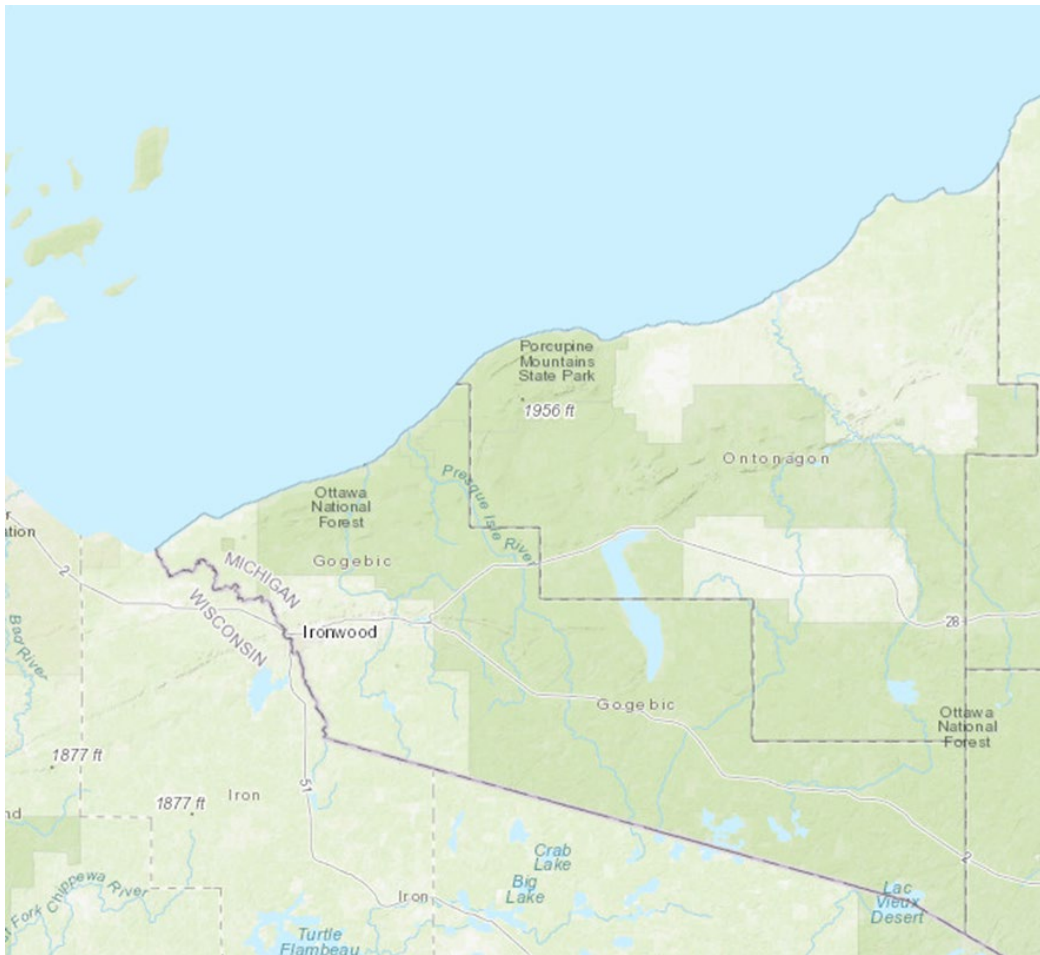 Porcupine
Mountains
State Park
1956 ft
Ontonagon
Presque Isle River
Ottawa
National
Forest
Gogebic
MICHIGAN
WISCONSIN
2
Ironwood
28
Bad River
Gogebic
Ottawa
National
Forest
1877 ft
51
Iron
1877 ft
2
Crab
Lake
Big
Lake
Iron
Chippewa River
Fork
Lac
Vieux
Desert
Turtle
Flambeau